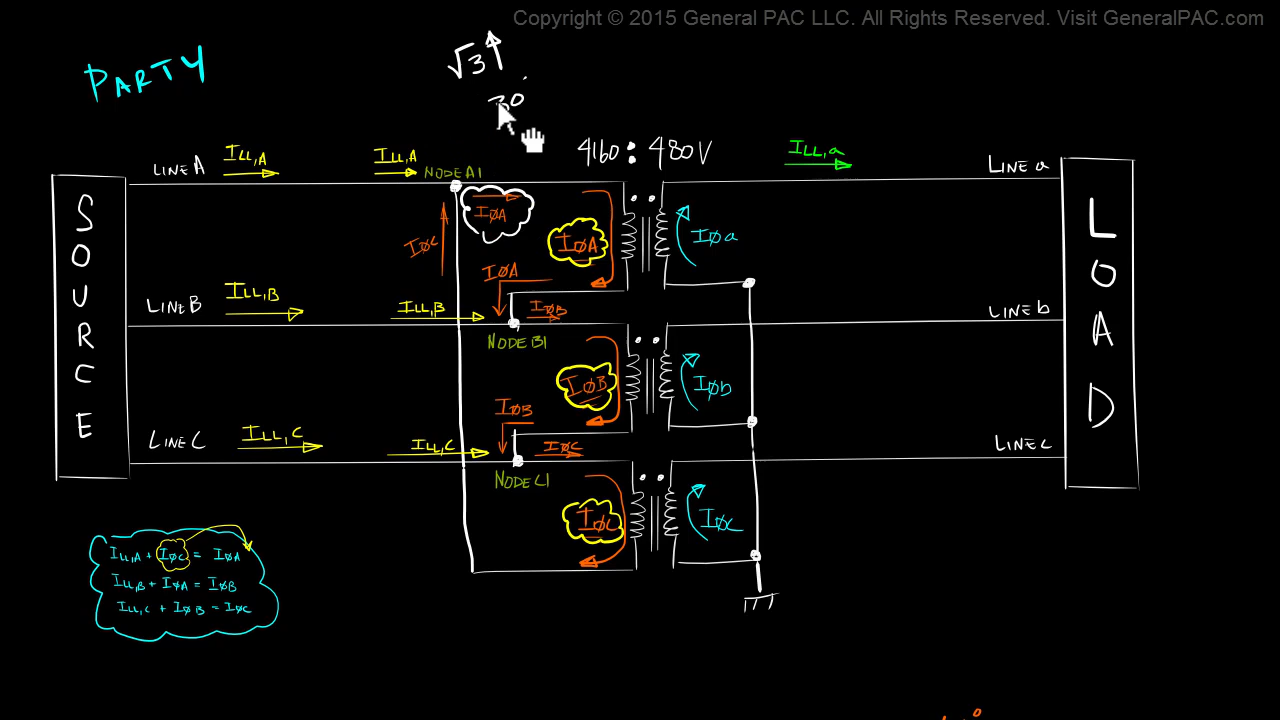 Copyright © 2015 General PAC LLC. All Rights Reserved. Visit GeneralPAC.com
PARTY
√3
30
4160 : 480V
LINE A
ILL,A
ILL,A
NODE A1
ILL,a
LINE a
SOURCE
LOAD
IØC
IØA
IØA
IØa
IØA
LINE B
ILL,B
ILL,B
IØB
LINE b
NODE B1
IØB
IØb
IØB
LINE C
ILL,C
ILL,C
IØC
LINE c
NODE C1
IØC
IØc
ILL,A + IØC = IØA
ILL,B + IØA = IØB
ILL,C + IØB = IØC